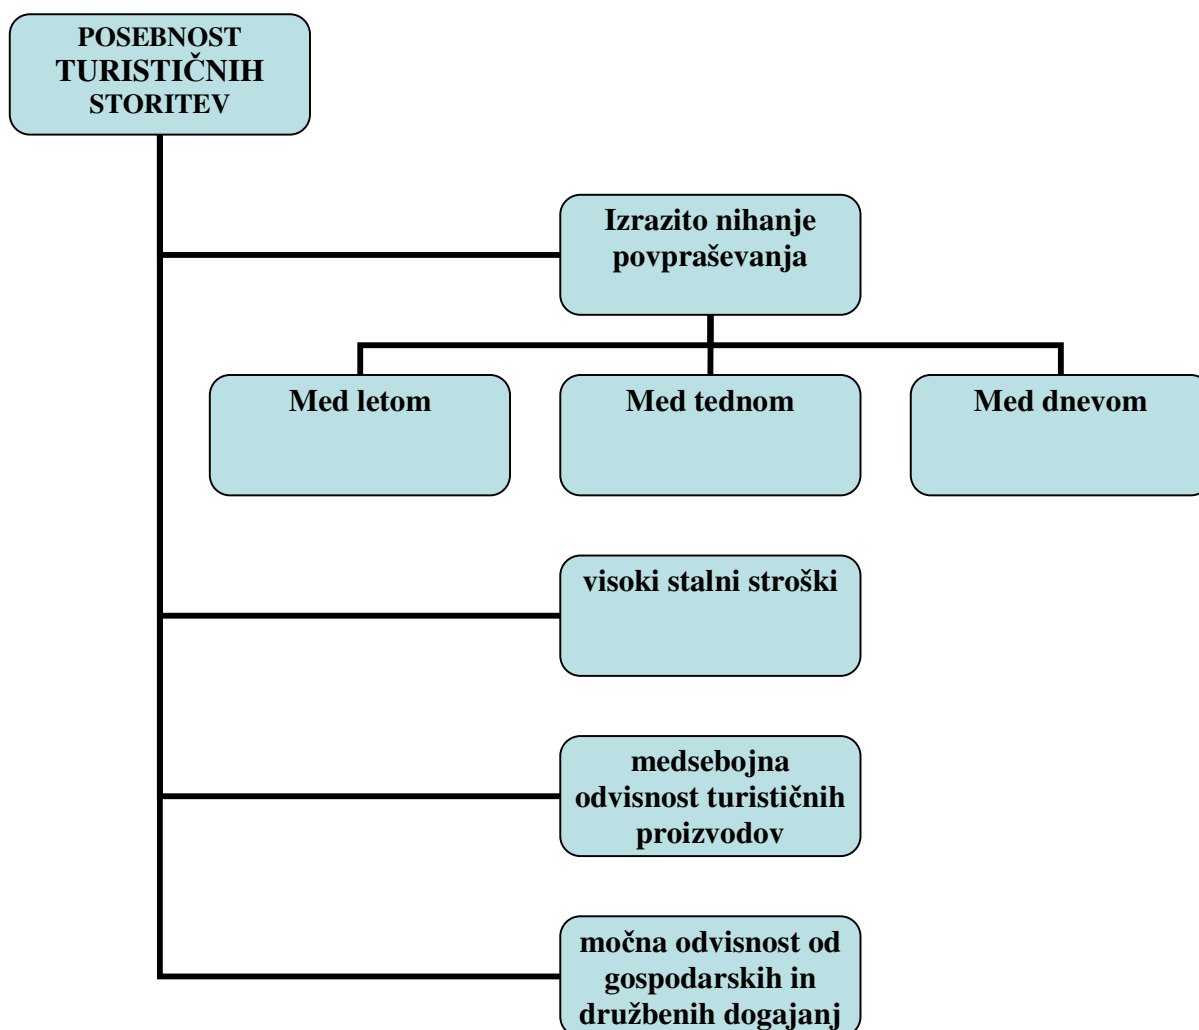 POSEBNOST
TURISTIČNIH
STORITEV
Izrazito nihanje
povpraševanja
Med letom
Med tednom
Med dnevom
visoki stalni stroški
medsebojna
odvisnost turističnih
proizvodov
močna odvisnost od
gospodarskih in
družbenih dogajanj